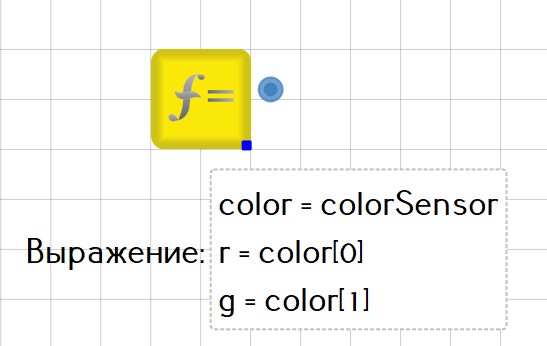 f=
color = colorSensor
Выражение: r = color[0]
g = color[1]